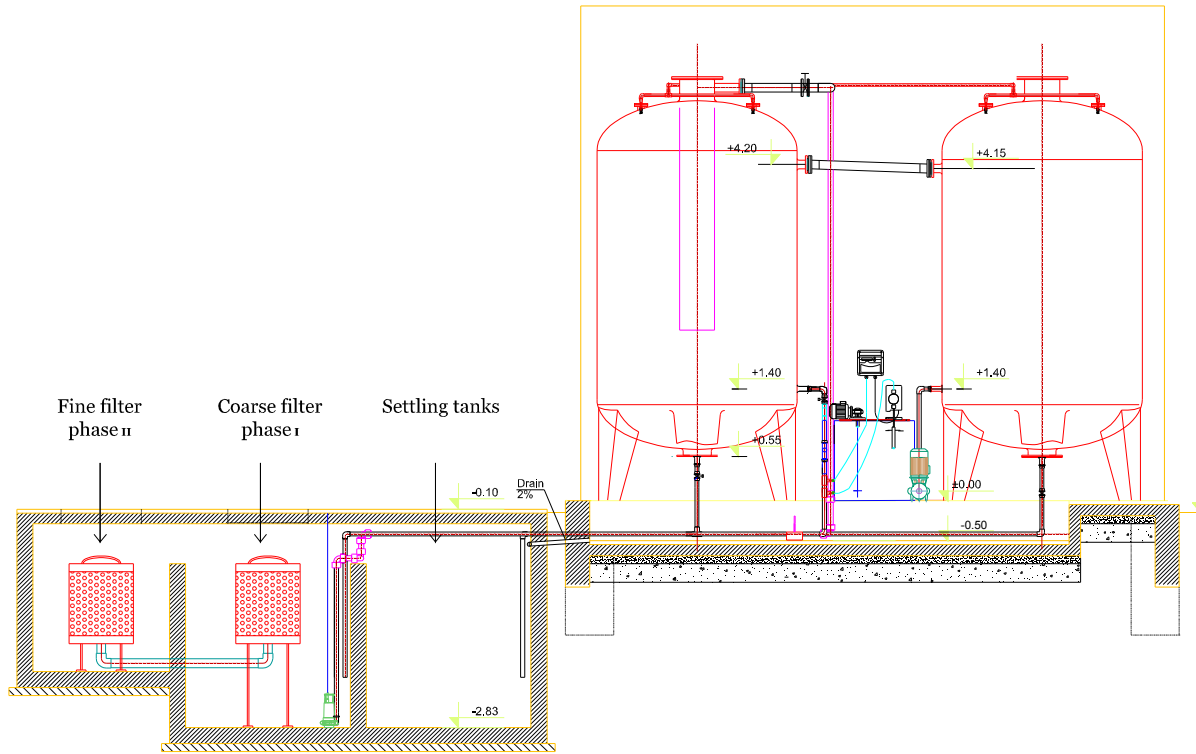 +4.20
+4.15
+1.40
+1.40
Fine filter
phase II
Coarse filter
phase I
Settling tanks
+0.55
Drain
2%
-0.10
±0.00
-0.50
-2.83